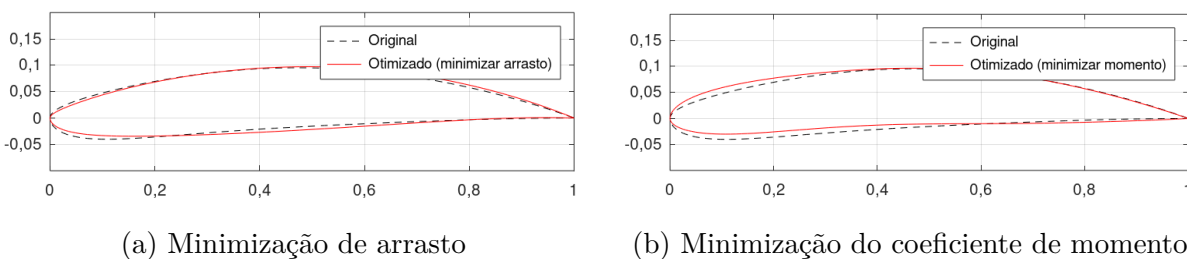 0,15
0,1
0,05
0
-0,05
0 0,2 0,4 0,6 0,8 1
Original
Otimizado (minimizar arrasto)
(a) Minimização de arrasto
0,15
0,1
0,05
0
-0,05
0 0,2 0,4 0,6 0,8 1
Original
Otimizado (minimizar momento)
(b) Minimização do coeficiente de momento